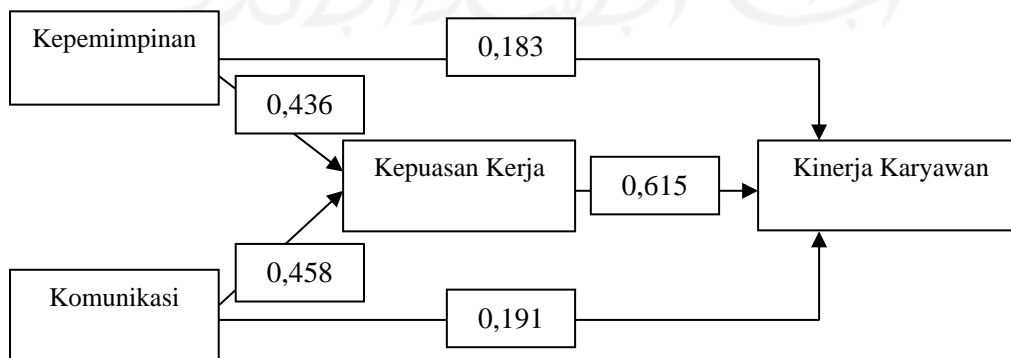 Kepemimpinan
0,183
0,436
Kepuasan Kerja
0,615
Kinerja Karyawan
0,458
Komunikasi
0,191